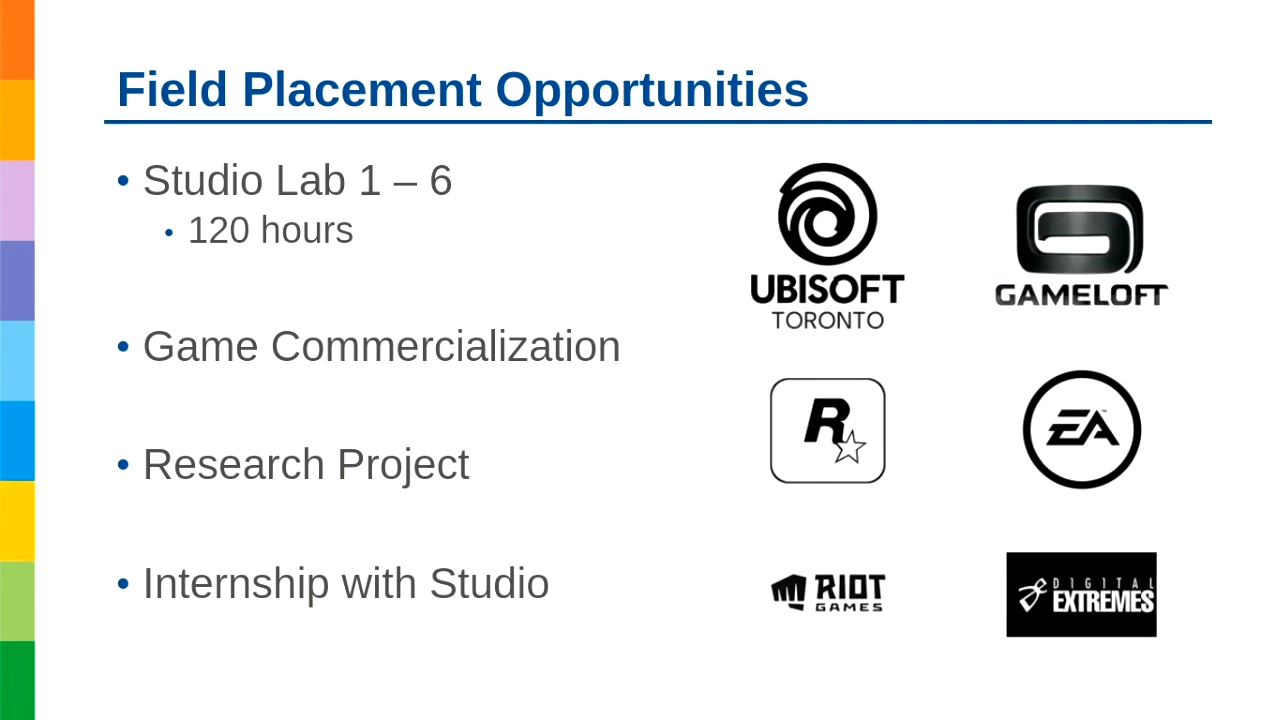 Field Placement Opportunities
• Studio Lab 1 – 6
• 120 hours
• Game Commercialization
• Research Project
• Internship with Studio
UBISOFT
TORONTO
GAMELOFT
R
EA
RIOT
GAMES
DIGITAL
EXTREMES